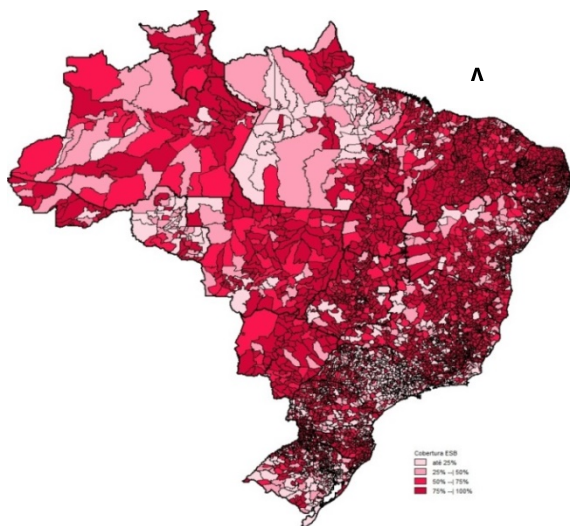 ʌ
Cobertura ESB
até 25%
25% --| 50%
50% --| 75%
75% --| 100%